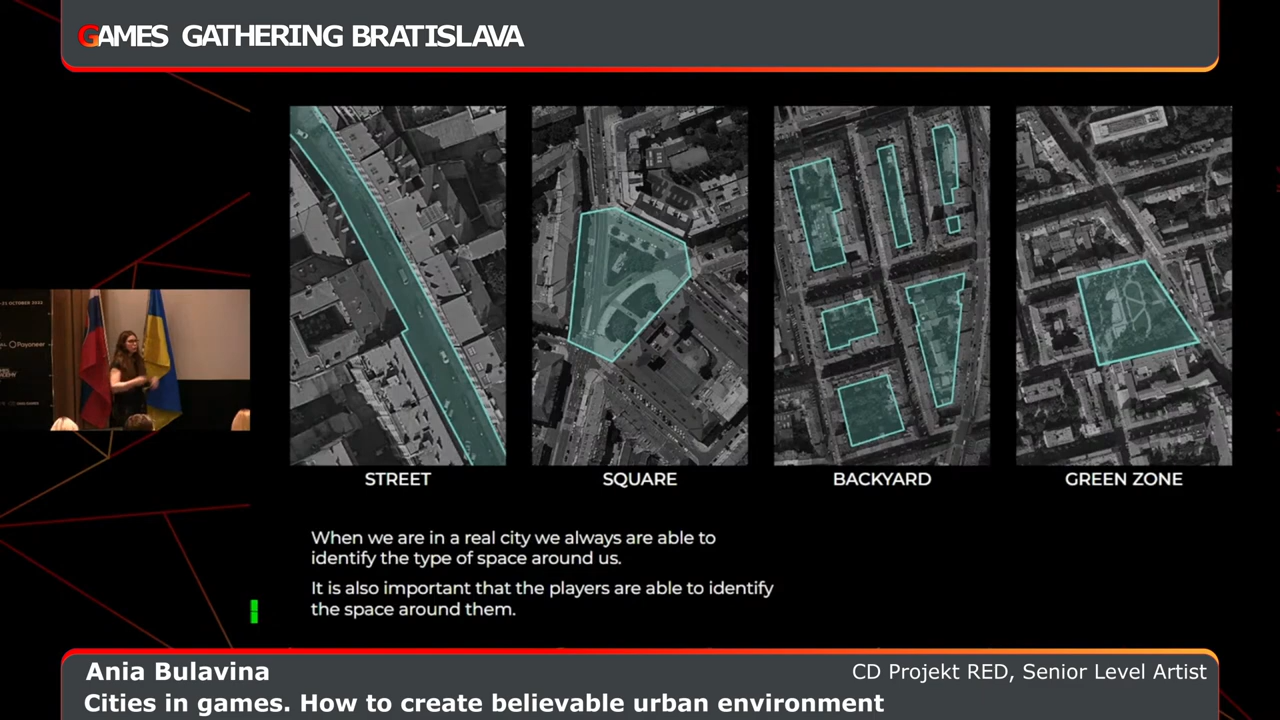 GAMES GATHERING BRATISLAVA
STREET
SQUARE
BACKYARD
GREEN ZONE
When we are in a real city we always are able to
identify the type of space around us.
It is also important that the players are able to identify
the space around them.
Payoneer
Ania Bulavina
CD Projekt RED, Senior Level Artist
Cities in games. How to create believable urban environment